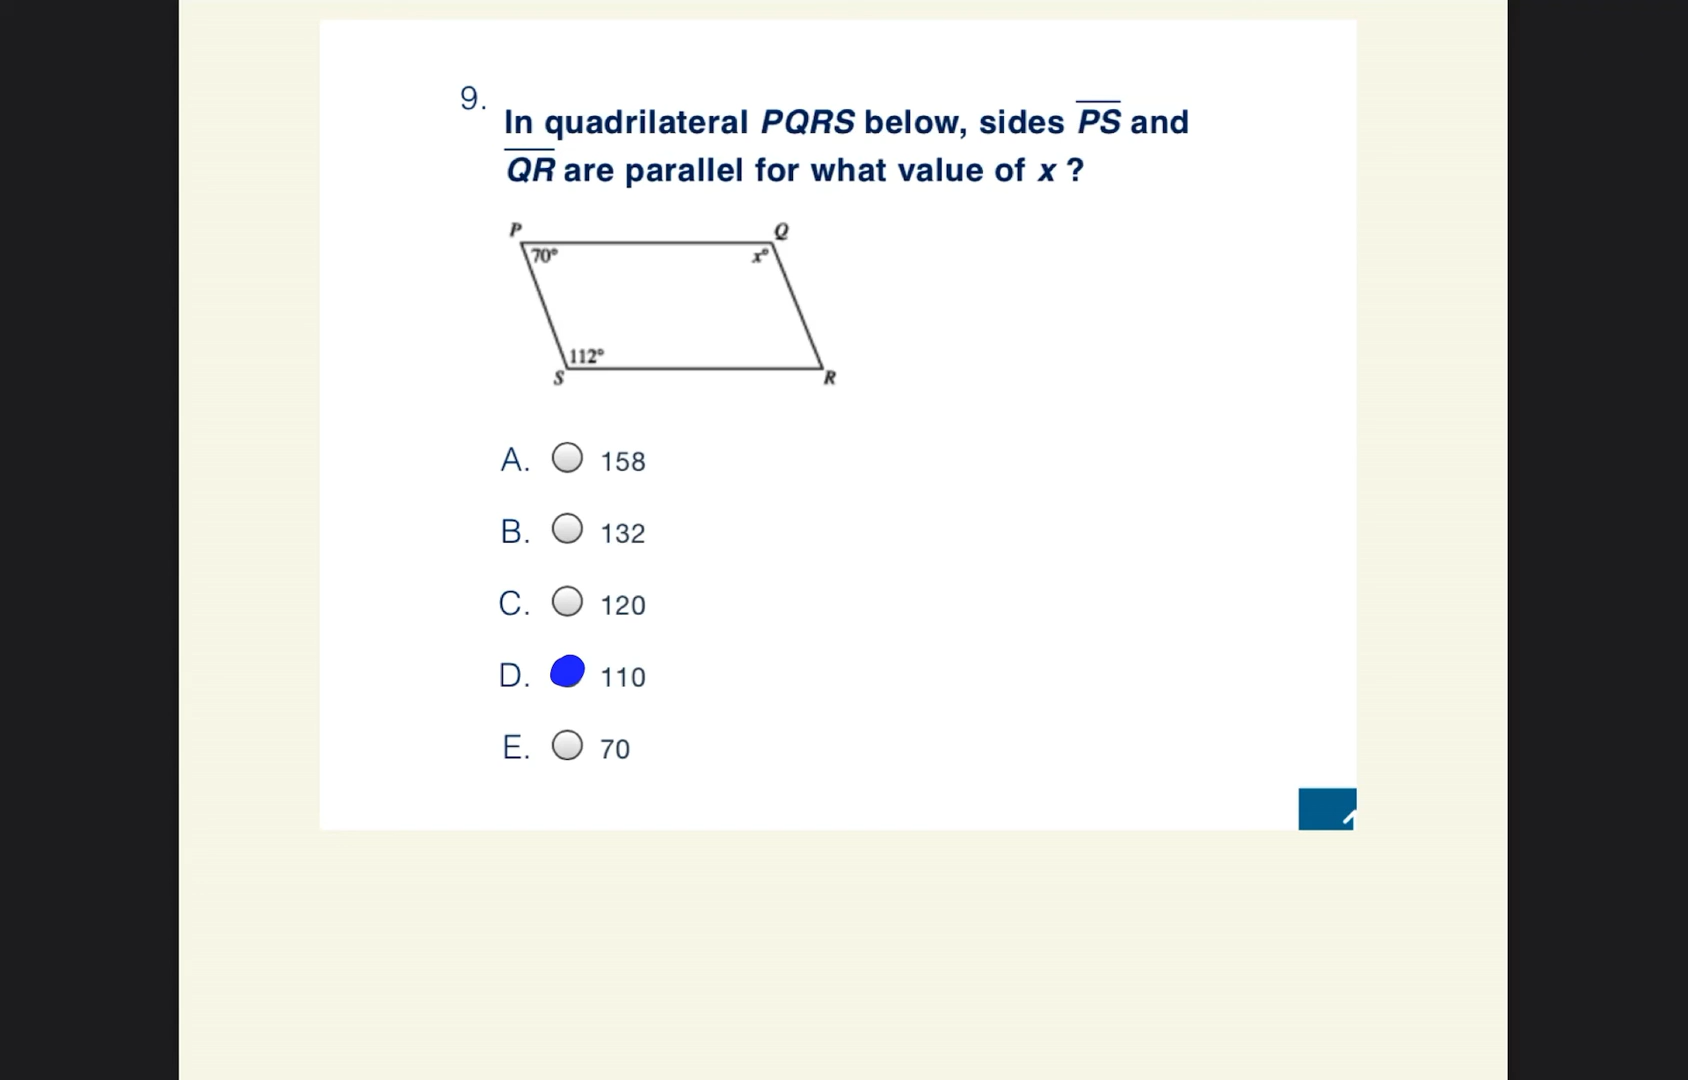 9.
In quadrilateral PQRS below, sides PS and
QR are parallel for what value of x ?
P
Q
70°
x°
112°
S
R
A. 158
B. 132
C. 120
D. 110
E. 70